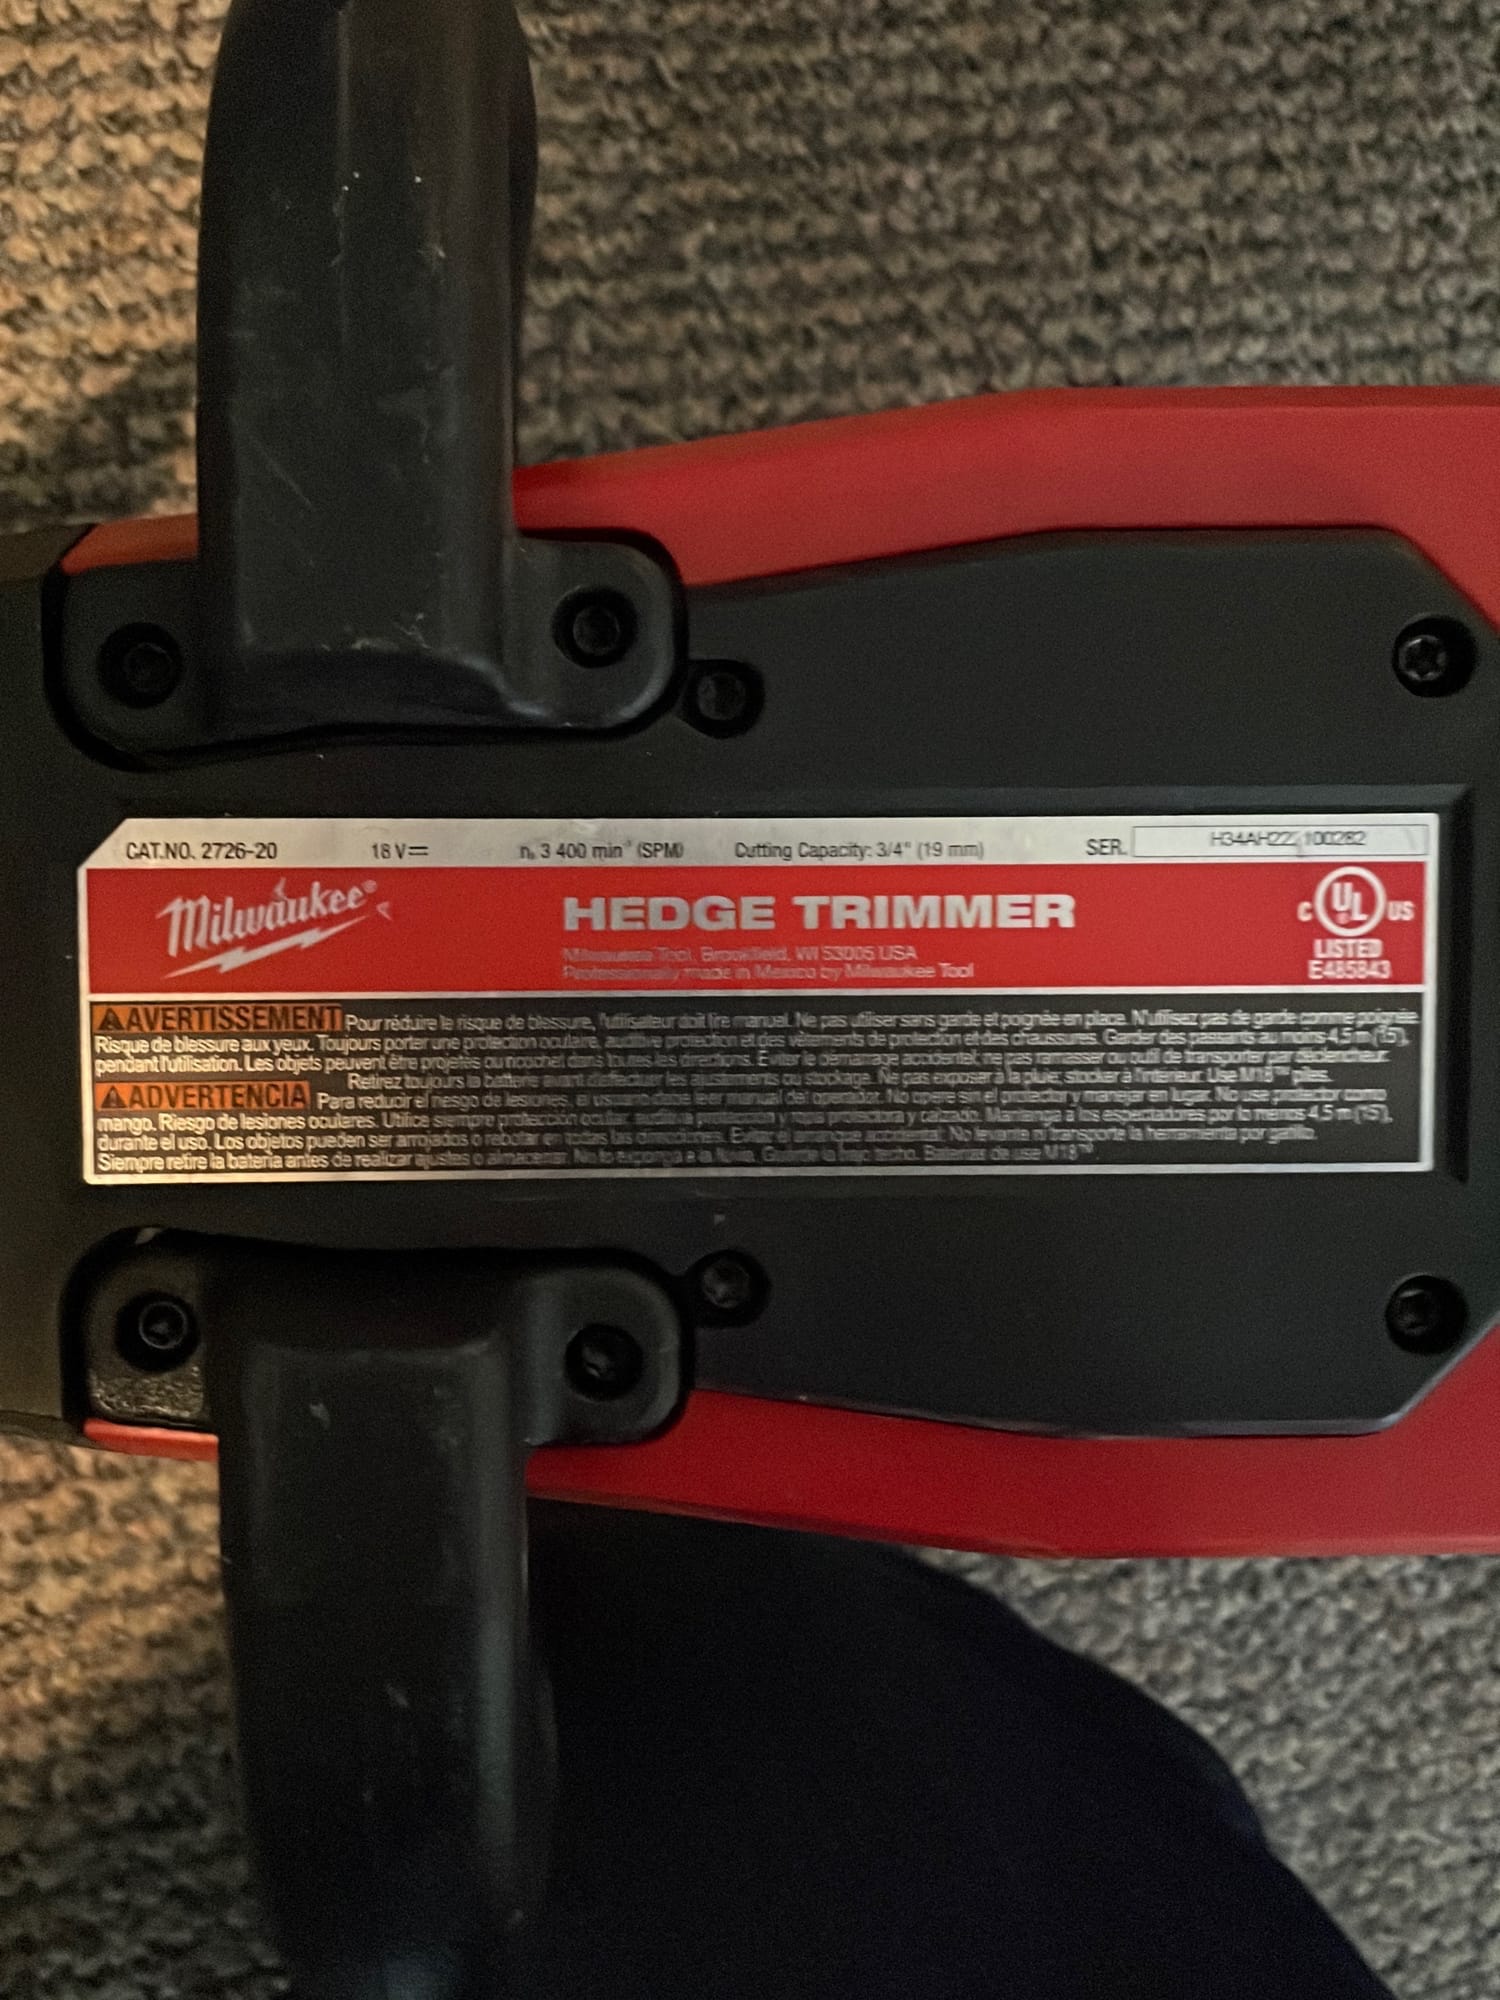 CAT.NO. 2726-20 18 V⎓ n₀ 3 400 min⁻¹ (SPM) Cutting Capacity: 3/4" (19 mm) SER. H34AH22 100282
Milwaukee®
HEDGE TRIMMER
Milwaukee Tool, Brookfield, WI 53005 USA
Professionally made in Mexico by Milwaukee Tool
C UL US
LISTED
E485843
⚠AVERTISSEMENT Pour réduire le risque de blessure, l'utilisateur doit lire manuel. Ne pas utiliser sans garde et poignée en place. N'utilisez pas de garde comme poignée.
Risque de blessure aux yeux. Toujours porter une protection oculaire, auditive protection et des vêtements de protection et des chaussures. Garder des passants au moins 4,5 m (15'),
pendant l'utilisation. Les objets peuvent être projetés ou ricochet dans toutes les directions. Éviter le démarrage accidentel; ne pas ramasser ou outil de transporter par déclencheur.
Retirez toujours la batterie avant d'effectuer les ajustements ou stockage. Ne pas exposer à la pluie; stocker à l'intérieur. Use M18™ piles.
⚠ADVERTENCIA Para reducir el riesgo de lesiones, el usuario debe leer manual del operador. No opere sin el protector y manejar en lugar. No use protector como
mango. Riesgo de lesiones oculares. Utilice siempre protección ocular, auditiva protección y ropa protectora y calzado. Mantenga a los espectadores por lo menos 4,5 m (15'),
durante el uso. Los objetos pueden ser arrojados o rebotar en todas las direcciones. Evitar el arranque accidental. No levante ni transporte la herramienta por gatillo.
Siempre retire la batería antes de realizar ajustes o almacenar. No lo exponga a la lluvia. Guarde la bajo techo. Baterías de use M18™.